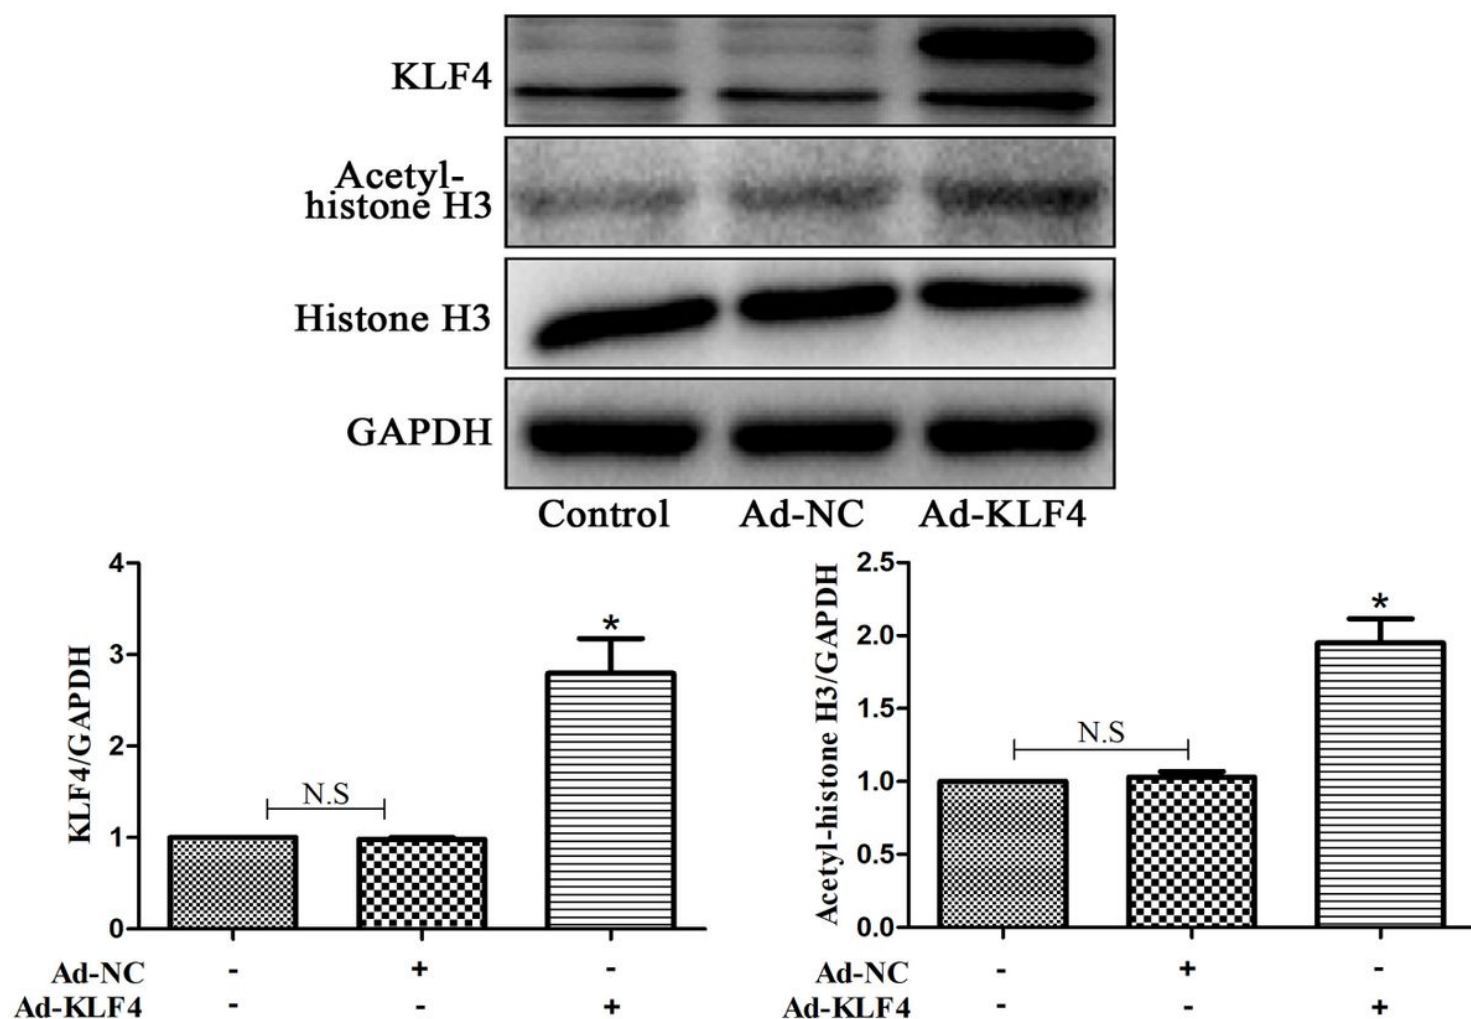 KLF4
Acetyl-
histone H3
Histone H3
GAPDH
Control Ad-NC Ad-KLF4
KLF4/GAPDH
4
3
2
1
0
*
N.S
Ad-NC - + -
Ad-KLF4 - - +
Acetyl-histone H3/GAPDH
2.5
2.0
1.5
1.0
0.5
0.0
*
N.S
Ad-NC - + -
Ad-KLF4 - - +